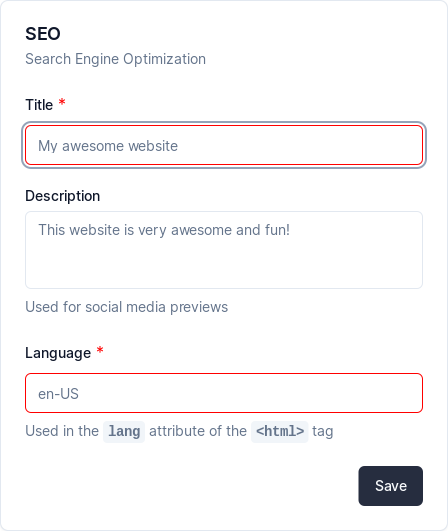 SEO
Search Engine Optimization
Title *
My awesome website
Description
This website is very awesome and fun!
Used for social media previews
Language *
en-US
Used in the lang attribute of the <html> tag
Save